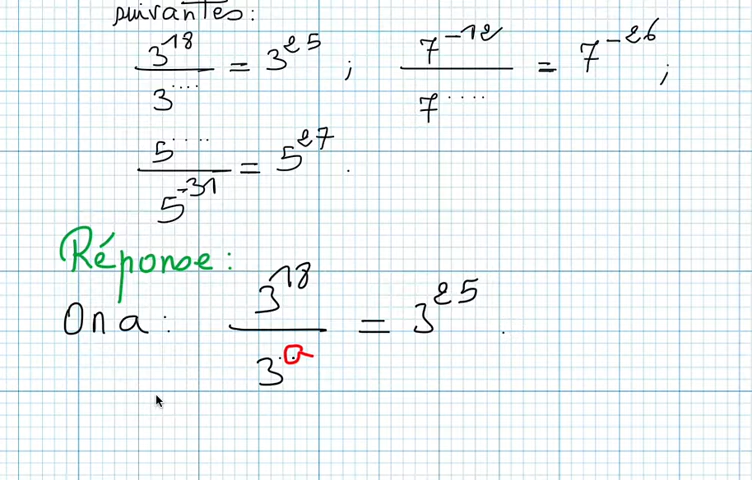 suivantes:
3^18 / 3^.... = 3^25 ; 7^-12 / 7^.... = 7^-26 ;
5^.... / 5^-31 = 5^27 .
Réponse:
On a : 3^18 / 3^a = 3^25 .